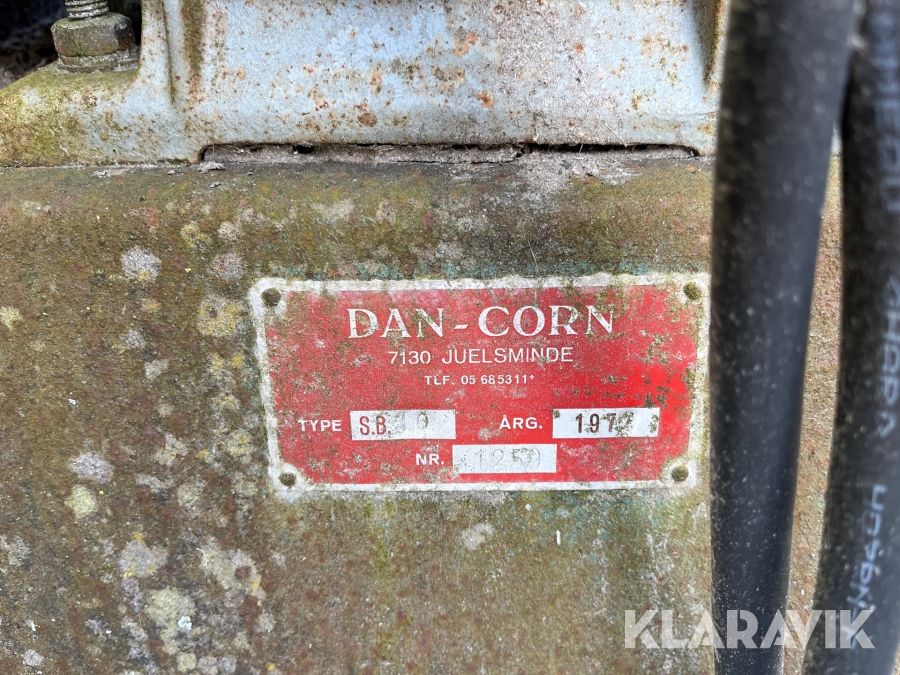 DAN-CORN
7130 JUELSMINDE
TLF. 05 685311+
TYPE S.B. ÅRG.
NR.
KLARAVIK